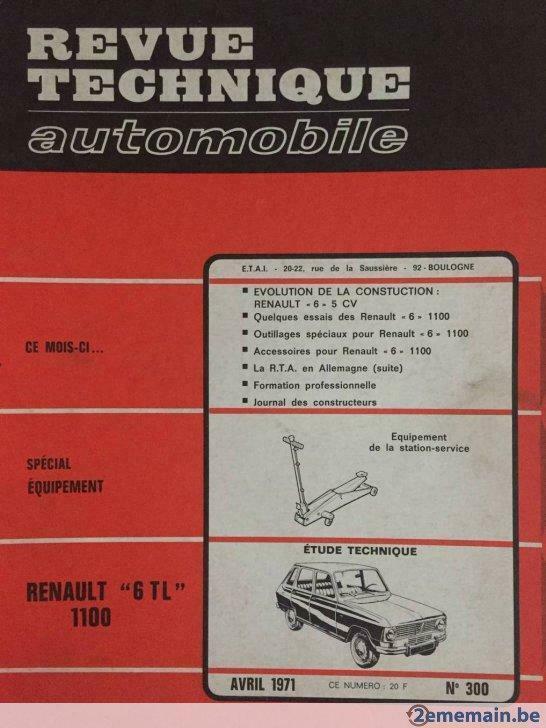 REVUE
TECHNIQUE
automobile
E.T.A.I. - 20-22, rue de la Saussière - 92-BOULOGNE
CE MOIS-CI...
▪ EVOLUTION DE LA CONSTUCTION :
RENAULT «6» 5 CV
▪ Quelques essais des Renault «6» 1100
▪ Outillages spéciaux pour Renault «6» 1100
▪ Accessoires pour Renault «6» 1100
▪ La R.T.A. en Allemagne (suite)
▪ Formation professionnelle
▪ Journal des constructeurs
SPÉCIAL
ÉQUIPEMENT
Equipement
de la station-service
RENAULT “6 TL”
1100
ÉTUDE TECHNIQUE
AVRIL 1971 CE NUMERO : 20 F N° 300
2ememain.be